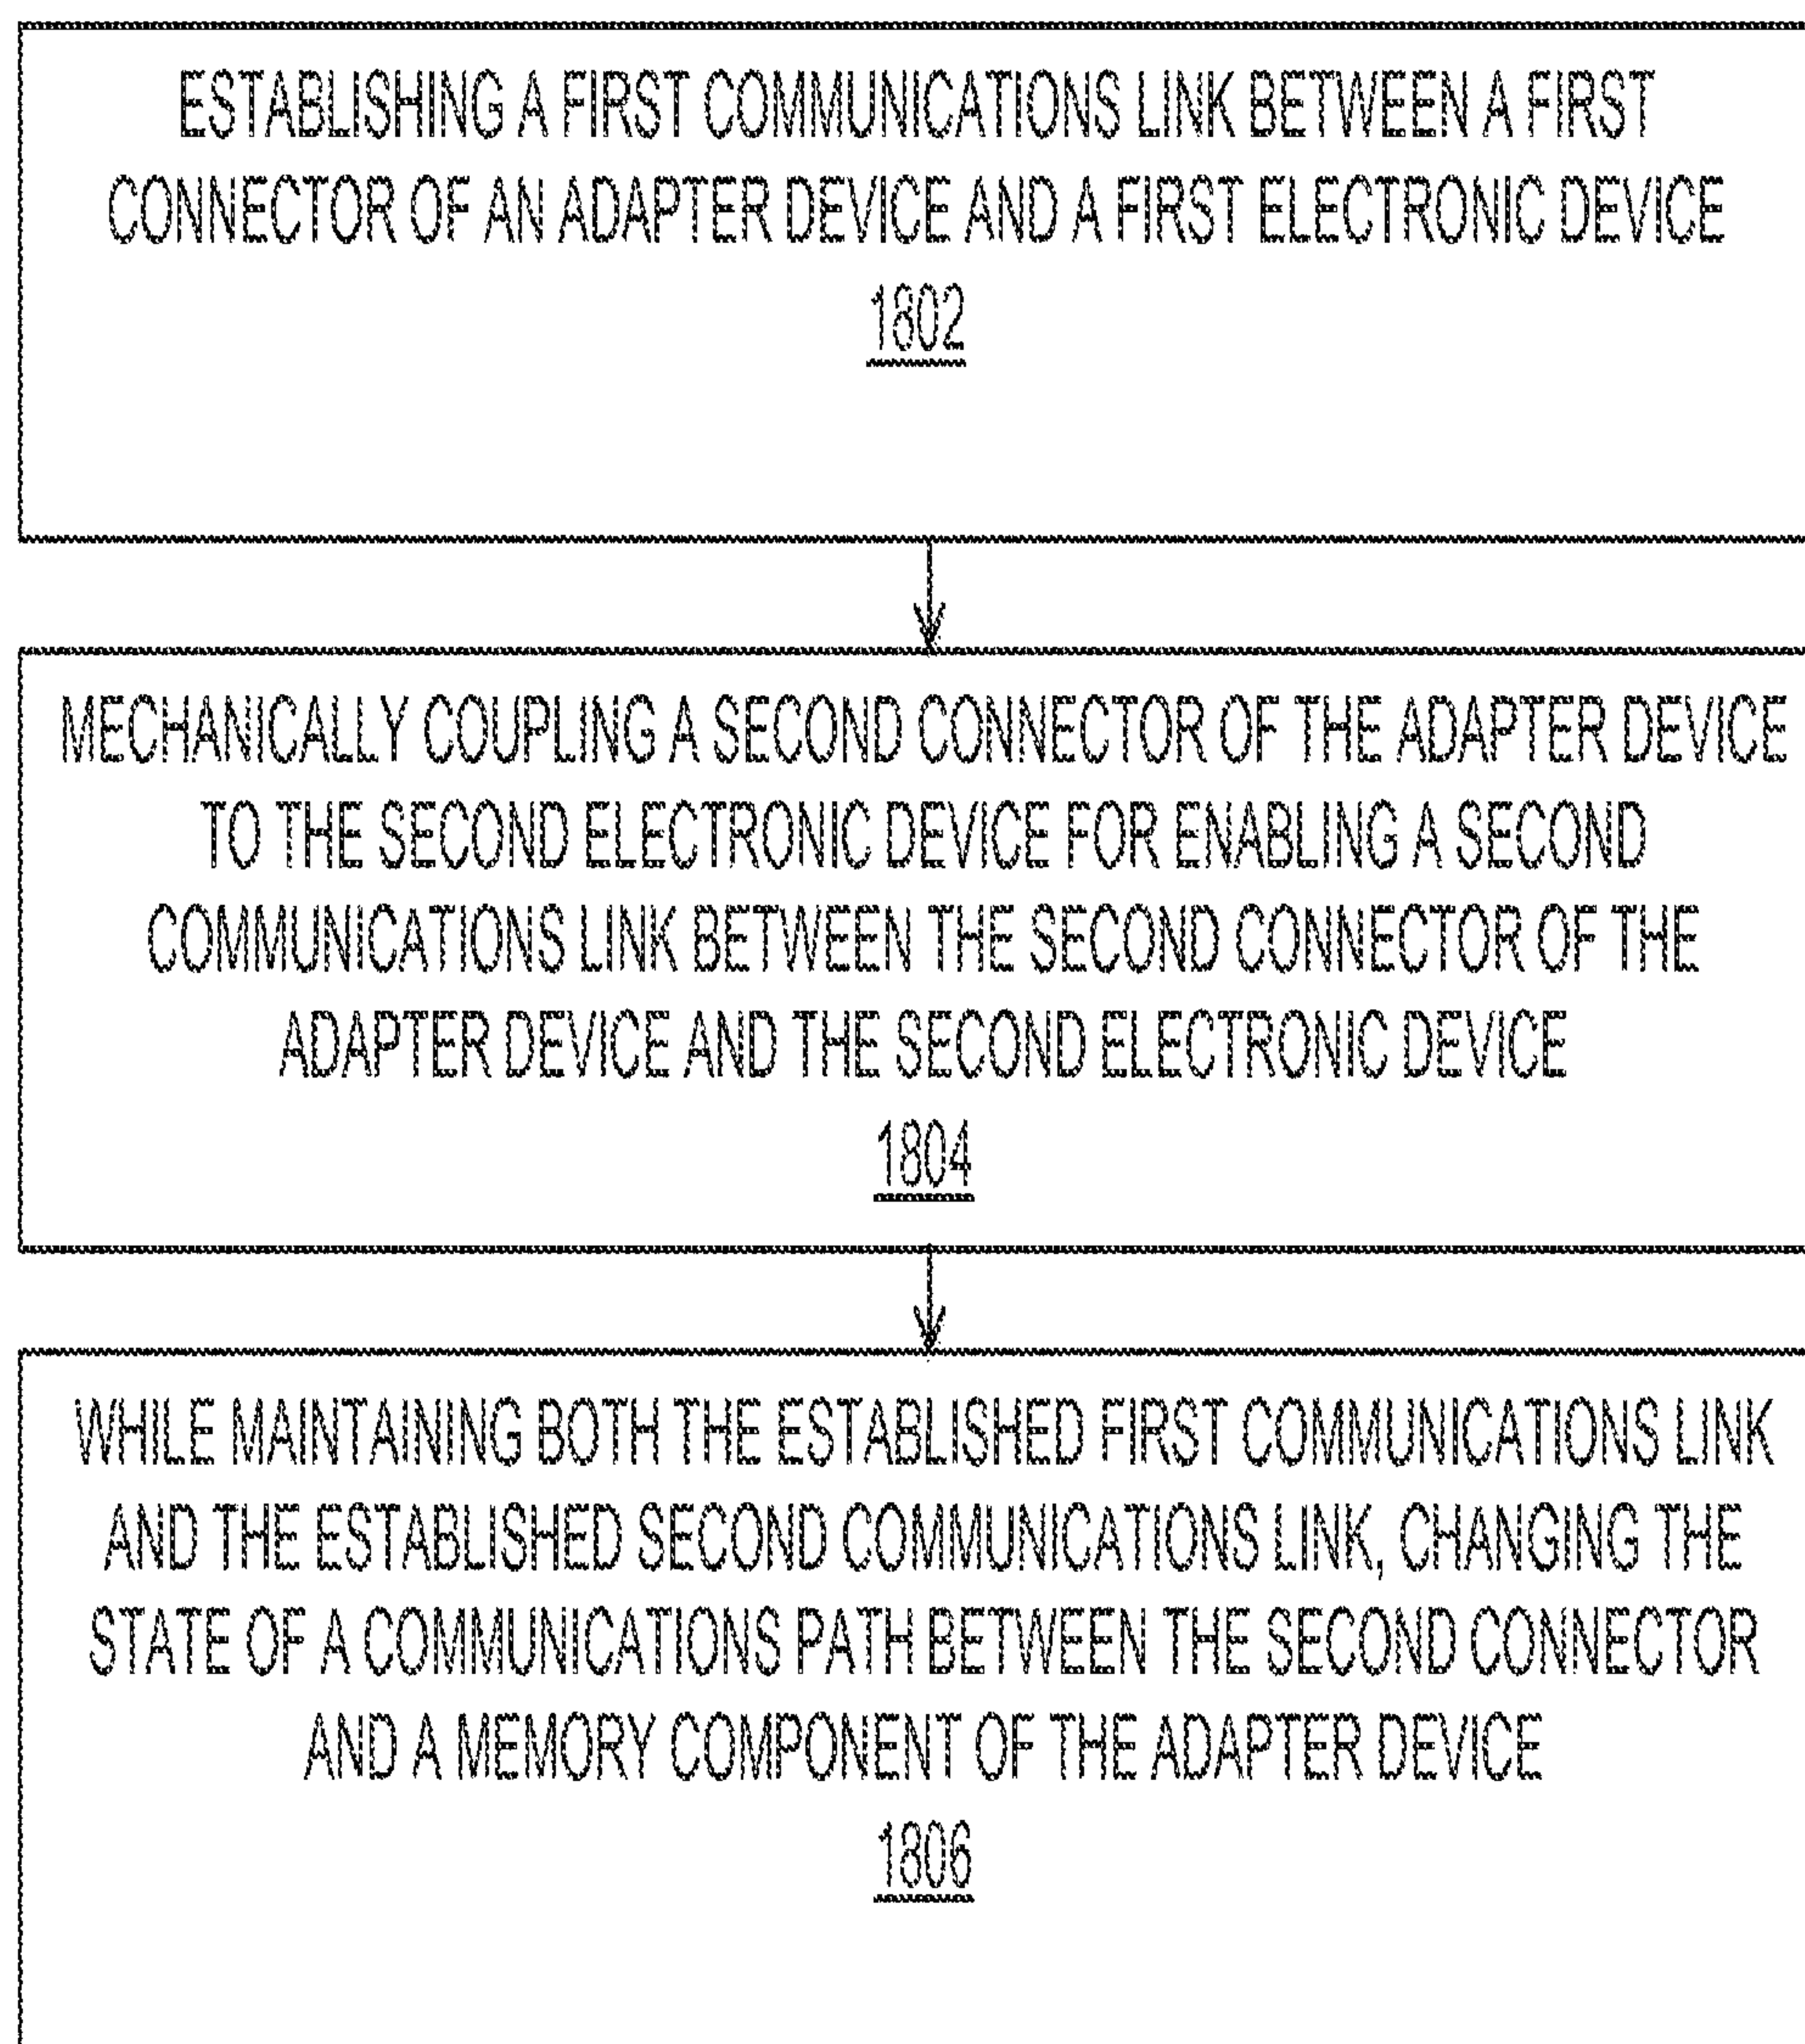 ESTABLISHING A FIRST COMMUNICATIONS LINK BETWEEN A FIRST
CONNECTOR OF AN ADAPTER DEVICE AND A FIRST ELECTRONIC DEVICE
1802
MECHANICALLY COUPLING A SECOND CONNECTOR OF THE ADAPTER DEVICE
TO THE SECOND ELECTRONIC DEVICE FOR ENABLING A SECOND
COMMUNICATIONS LINK BETWEEN THE SECOND CONNECTOR OF THE
ADAPTER DEVICE AND THE SECOND ELECTRONIC DEVICE
1804
WHILE MAINTAINING BOTH THE ESTABLISHED FIRST COMMUNICATIONS LINK
AND THE ESTABLISHED SECOND COMMUNICATIONS LINK, CHANGING THE
STATE OF A COMMUNICATIONS PATH BETWEEN THE SECOND CONNECTOR
AND A MEMORY COMPONENT OF THE ADAPTER DEVICE
1806